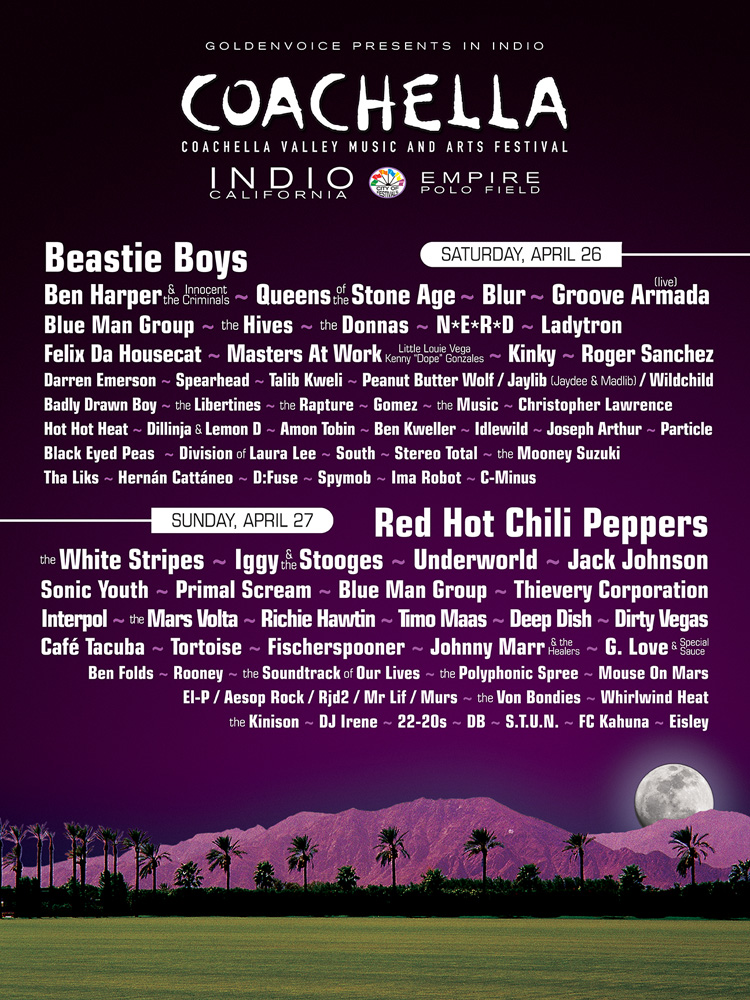 GOLDENVOICE PRESENTS IN INDIO
COACHELLA
COACHELLA VALLEY MUSIC AND ARTS FESTIVAL
INDIO CALIFORNIA CITY OF FESTIVALS EMPIRE POLO FIELD
Beastie Boys SATURDAY, APRIL 26
Ben Harper & Innocent the Criminals ~ Queens of the Stone Age ~ Blur ~ Groove Armada (live)
Blue Man Group ~ the Hives ~ the Donnas ~ N*E*R*D ~ Ladytron
Felix Da Housecat ~ Masters At Work Little Louie Vega Kenny "Dope" Gonzales ~ Kinky ~ Roger Sanchez
Darren Emerson ~ Spearhead ~ Talib Kweli ~ Peanut Butter Wolf / Jaylib (Jaydee & Madlib) / Wildchild
Badly Drawn Boy ~ the Libertines ~ the Rapture ~ Gomez ~ the Music ~ Christopher Lawrence
Hot Hot Heat ~ Dillinja & Lemon D ~ Amon Tobin ~ Ben Kweller ~ Idlewild ~ Joseph Arthur ~ Particle
Black Eyed Peas ~ Division of Laura Lee ~ South ~ Stereo Total ~ the Mooney Suzuki
Tha Liks ~ Hernán Cattáneo ~ D:Fuse ~ Spymob ~ Ima Robot ~ C-Minus
SUNDAY, APRIL 27 Red Hot Chili Peppers
the White Stripes ~ Iggy & the Stooges ~ Underworld ~ Jack Johnson
Sonic Youth ~ Primal Scream ~ Blue Man Group ~ Thievery Corporation
Interpol ~ the Mars Volta ~ Richie Hawtin ~ Timo Maas ~ Deep Dish ~ Dirty Vegas
Café Tacuba ~ Tortoise ~ Fischerspooner ~ Johnny Marr & the Healers ~ G. Love & Special Sauce
Ben Folds ~ Rooney ~ the Soundtrack of Our Lives ~ the Polyphonic Spree ~ Mouse On Mars
El-P / Aesop Rock / Rjd2 / Mr Lif / Murs ~ the Von Bondies ~ Whirlwind Heat
the Kinison ~ DJ Irene ~ 22-20s ~ DB ~ S.T.U.N. ~ FC Kahuna ~ Eisley